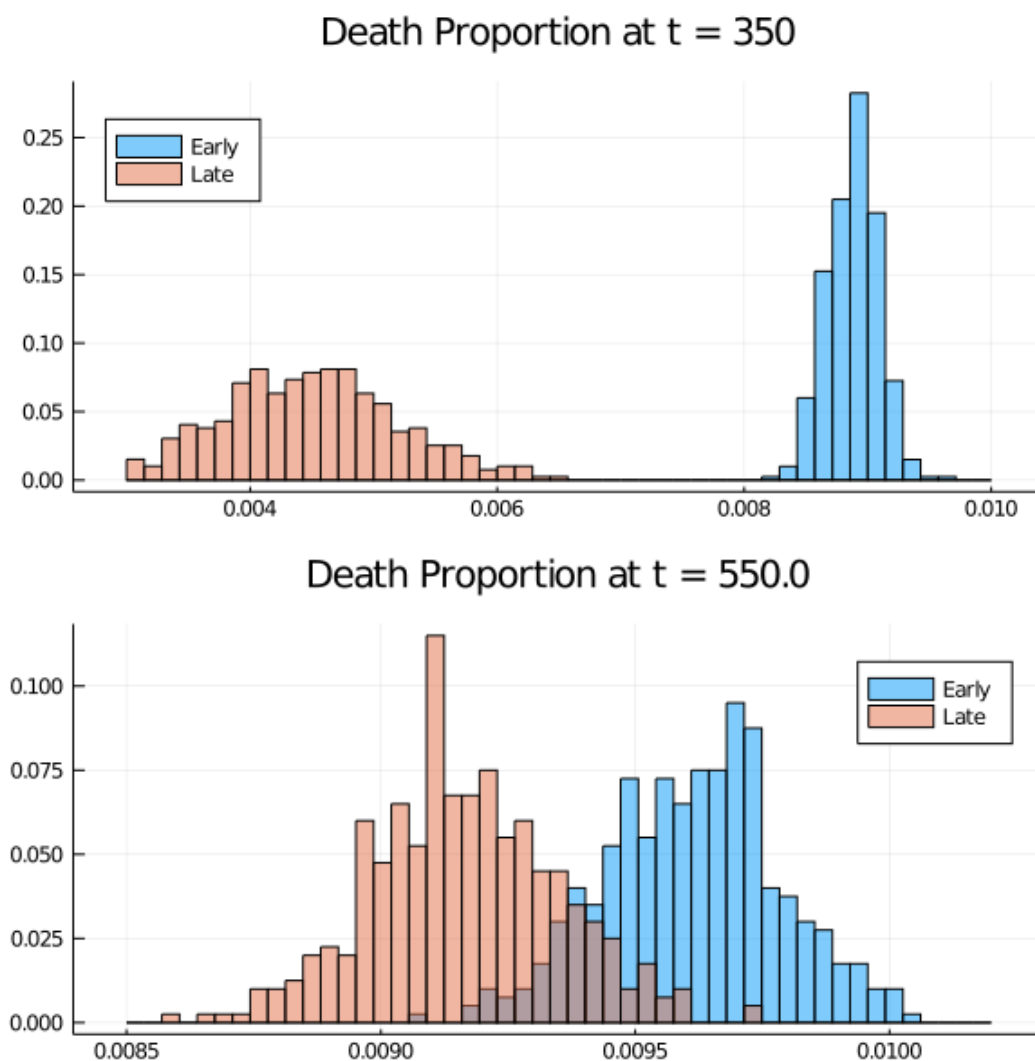 Death Proportion at t = 350
0.25
0.20
0.15
0.10
0.05
0.00
Early
Late
0.004 0.006 0.008 0.010
Death Proportion at t = 550.0
0.100
0.075
0.050
0.025
0.000
Early
Late
0.0085 0.0090 0.0095 0.0100